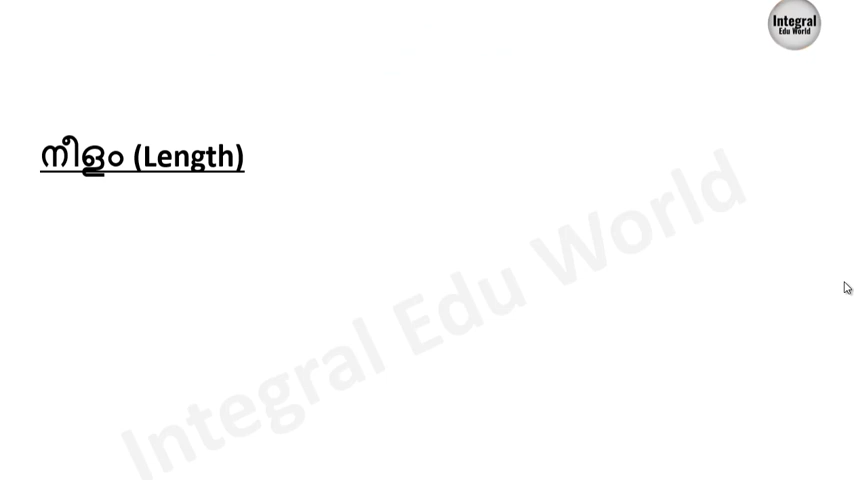 Integral
Edu World
നീളം (Length)
Integral Edu World